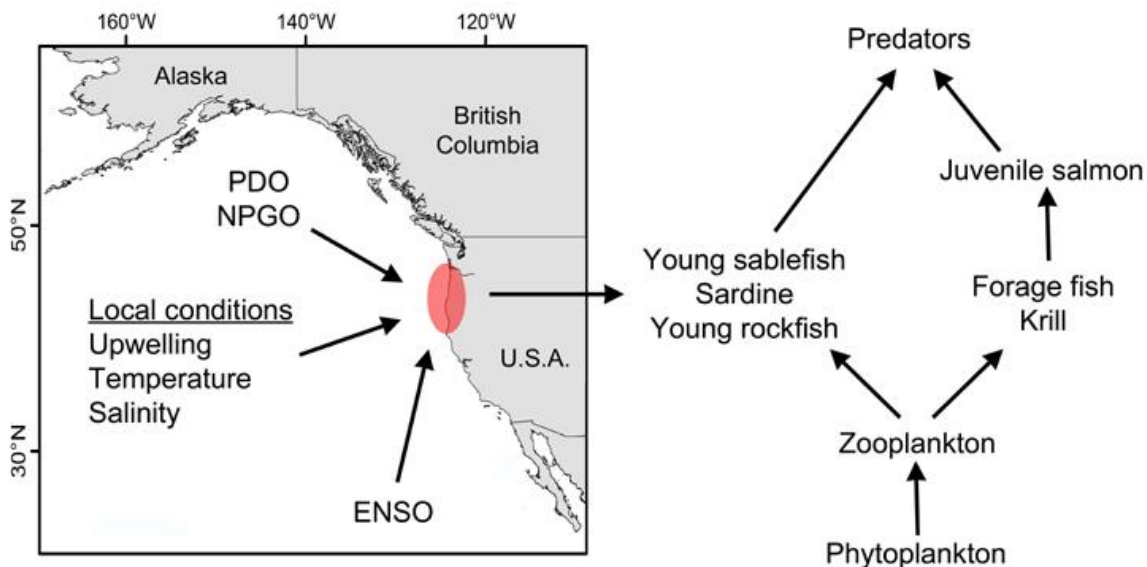 160°W
140°W
120°W
Alaska
British
Columbia
PDO
NPGO
50°N
Local conditions
Upwelling
Temperature
Salinity
U.S.A.
30°N
ENSO
Predators
Juvenile salmon
Young sablefish
Sardine
Young rockfish
Forage fish
Krill
Zooplankton
Phytoplankton